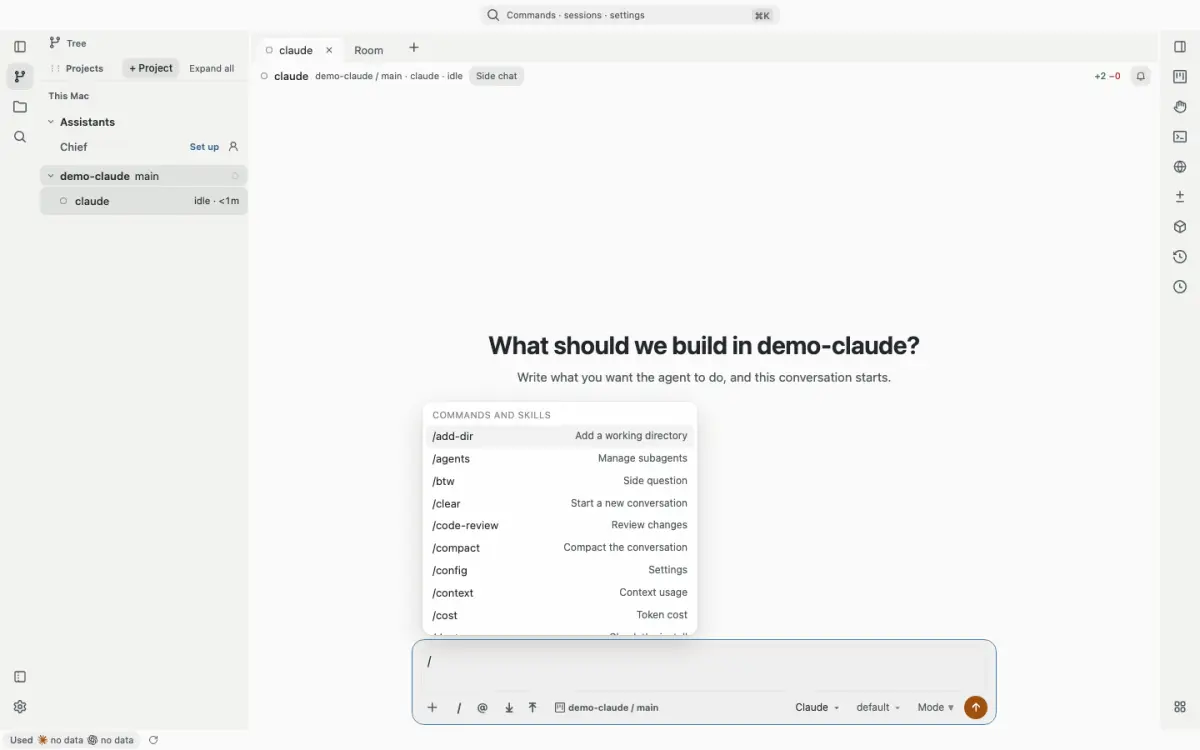 Commands · sessions · settings ⌘K
Tree
Projects + Project Expand all
This Mac
Assistants
Chief Set up
demo-claude main
claude idle · <1m
claude × Room +
claude demo-claude / main · claude · idle Side chat +2 −0
What should we build in demo-claude?
Write what you want the agent to do, and this conversation starts.
COMMANDS AND SKILLS
/add-dir Add a working directory
/agents Manage subagents
/btw Side question
/clear Start a new conversation
/code-review Review changes
/compact Compact the conversation
/config Settings
/context Context usage
/cost Token cost
/
+ / @ demo-claude / main Claude default Mode
Used no data no data